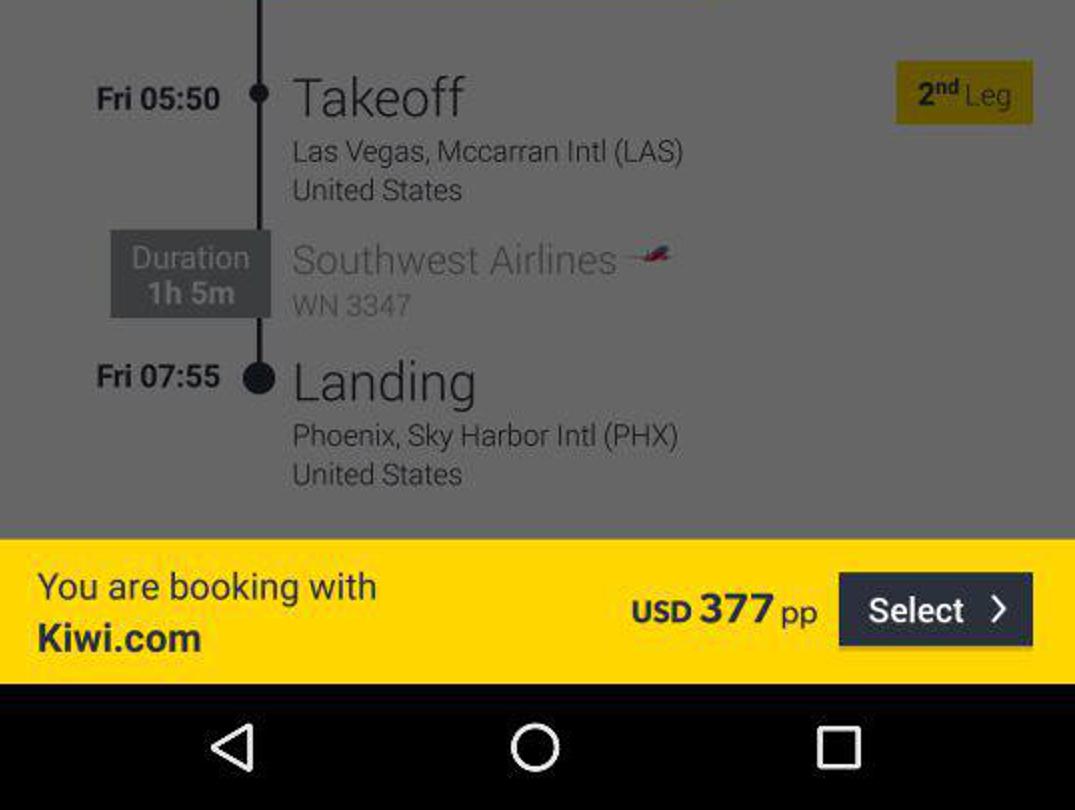 Fri 05:50
Takeoff
2nd Leg
Las Vegas, Mccarran Intl (LAS)
United States
Duration
1h 5m
Southwest Airlines
WN 3347
Fri 07:55
Landing
Phoenix, Sky Harbor Intl (PHX)
United States
You are booking with
Kiwi.com
USD 377 pp
Select